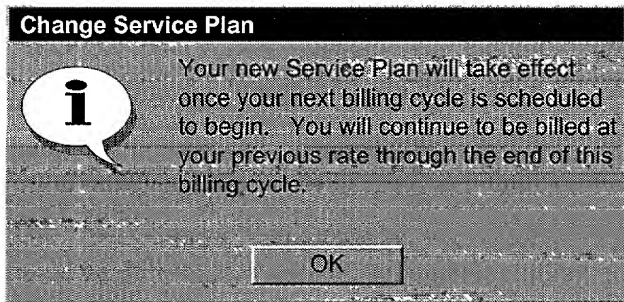 Change Service Plan
i
Your new Service Plan will take effect
once your next billing cycle is scheduled
to begin. You will continue to be billed at
your previous rate through the end of this
billing cycle.
OK